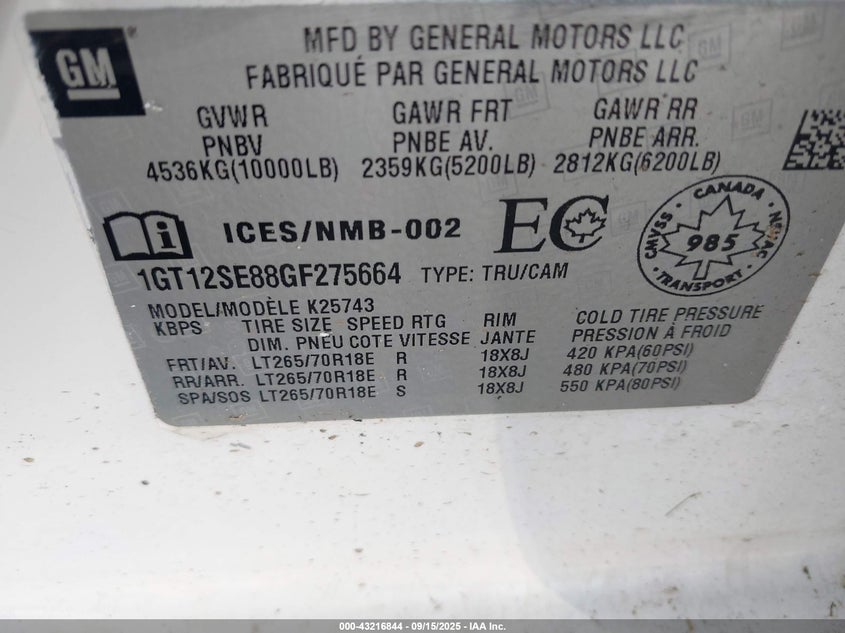 GM
MFD BY GENERAL MOTORS LLC
FABRIQUÉ PAR GENERAL MOTORS LLC
GVWR GAWR FRT GAWR RR
PNBV PNBE AV. PNBE ARR.
4536KG(10000LB) 2359KG(5200LB) 2812KG(6200LB)
ICES/NMB-002 EC
CANADA
CMVSS 985 NSVAC
TRANSPORT
1GT12SE88GF275664 TYPE: TRU/CAM
MODEL/MODÈLE K25743
KBPS TIRE SIZE SPEED RTG RIM COLD TIRE PRESSURE
DIM. PNEU COTE VITESSE JANTE PRESSION À FROID
FRT/AV. LT265/70R18E R 18X8J 420 KPA(60PSI)
RR/ARR. LT265/70R18E R 18X8J 480 KPA(70PSI)
SPA/SOS LT265/70R18E S 18X8J 550 KPA(80PSI)
000-43216844 - 09/15/2025 - IAA Inc.